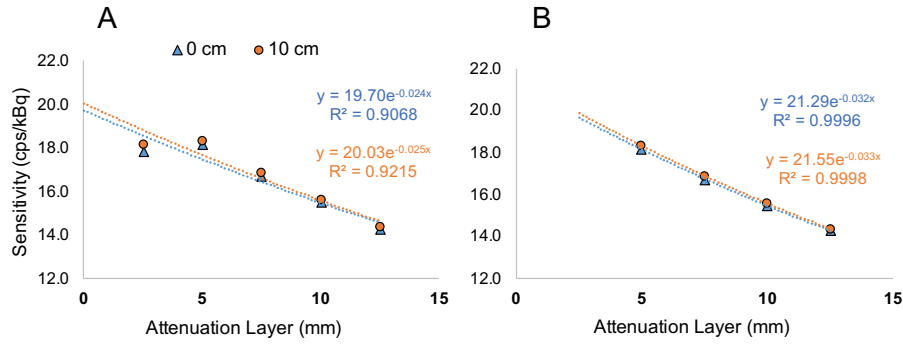 A
0 cm
10 cm
Sensitivity (cps/kBq)
22.0
20.0
18.0
16.0
14.0
12.0
y = 19.70e^-0.024x
R² = 0.9068
y = 20.03e^-0.025x
R² = 0.9215
0 5 10 15
Attenuation Layer (mm)
B
22.0
20.0
18.0
16.0
14.0
12.0
y = 21.29e^-0.032x
R² = 0.9996
y = 21.55e^-0.033x
R² = 0.9998
0 5 10 15
Attenuation Layer (mm)